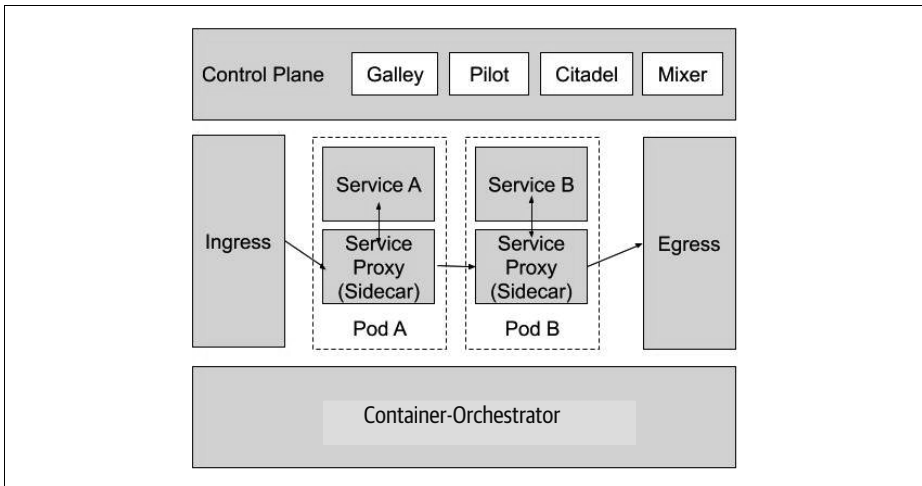 Control Plane
Galley
Pilot
Citadel
Mixer
Ingress
Service A
Service
Proxy
(Sidecar)
Pod A
Service B
Service
Proxy
(Sidecar)
Pod B
Egress
Container-Orchestrator